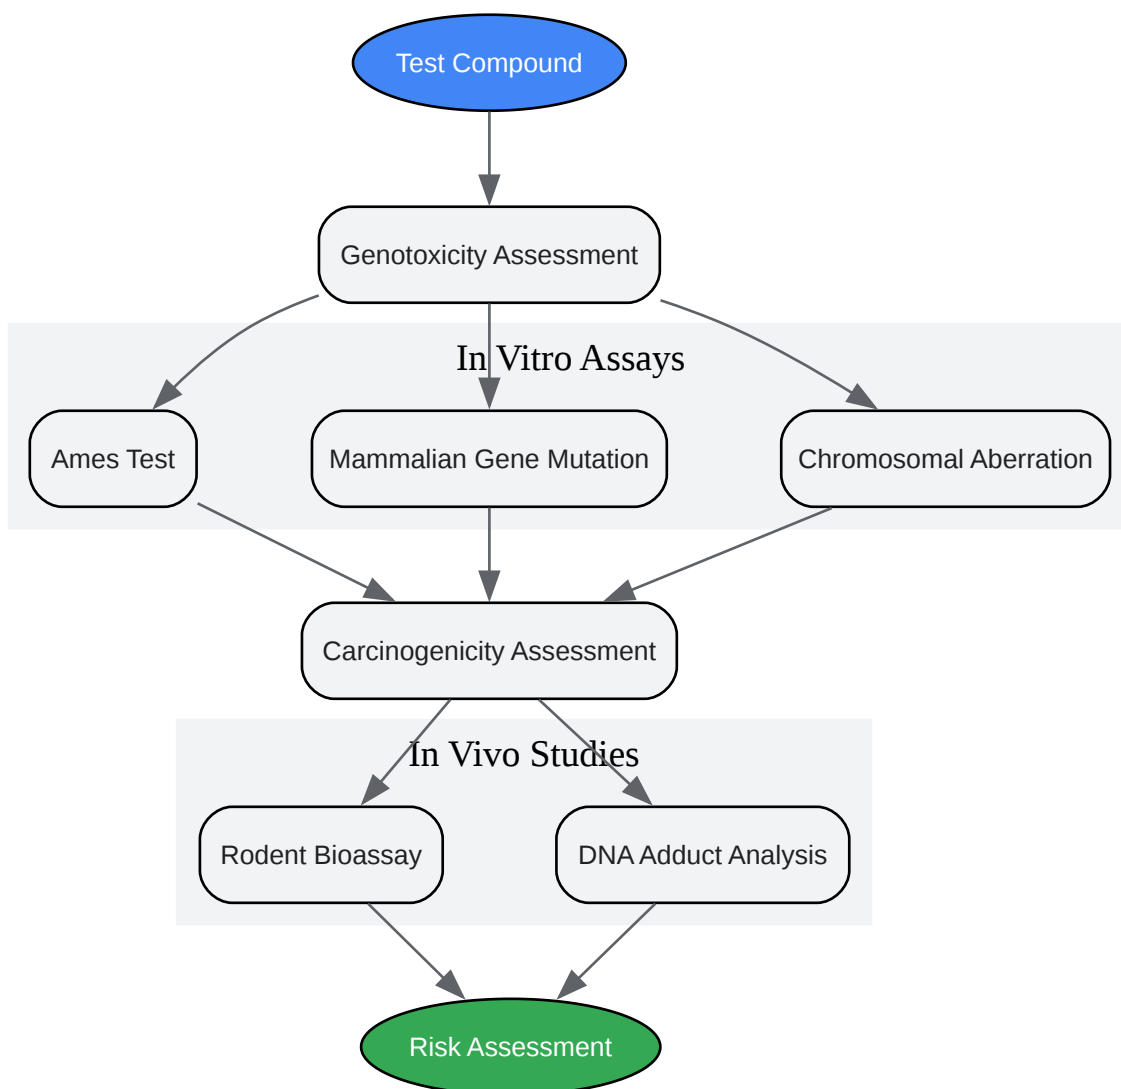 Test Compound
Genotoxicity Assessment
In Vitro Assays
Ames Test
Mammalian Gene Mutation
Chromosomal Aberration
Carcinogenicity Assessment
In Vivo Studies
Rodent Bioassay
DNA Adduct Analysis
Risk Assessment